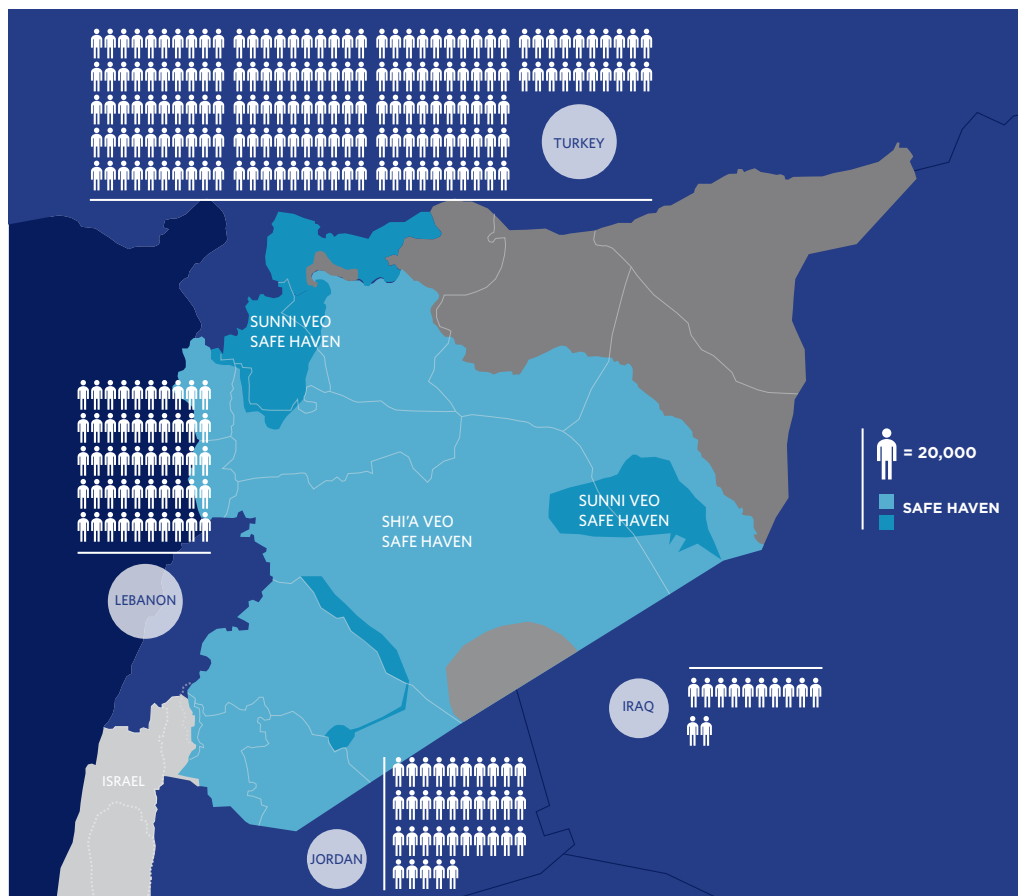 TURKEY
SUNNI VEO
SAFE HAVEN
SHI'A VEO
SAFE HAVEN
SUNNI VEO
SAFE HAVEN
= 20,000
SAFE HAVEN
LEBANON
IRAQ
ISRAEL
JORDAN